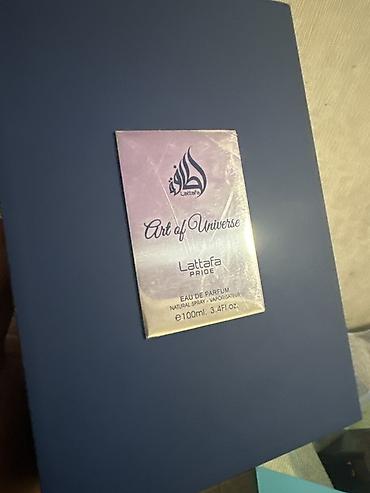 لطافة
Lattafa
Art of Universe
Lattafa
PRIDE
EAU DE PARFUM
NATURAL SPRAY - VAPORISATEUR
e100ml. 3.4Fl.oz.